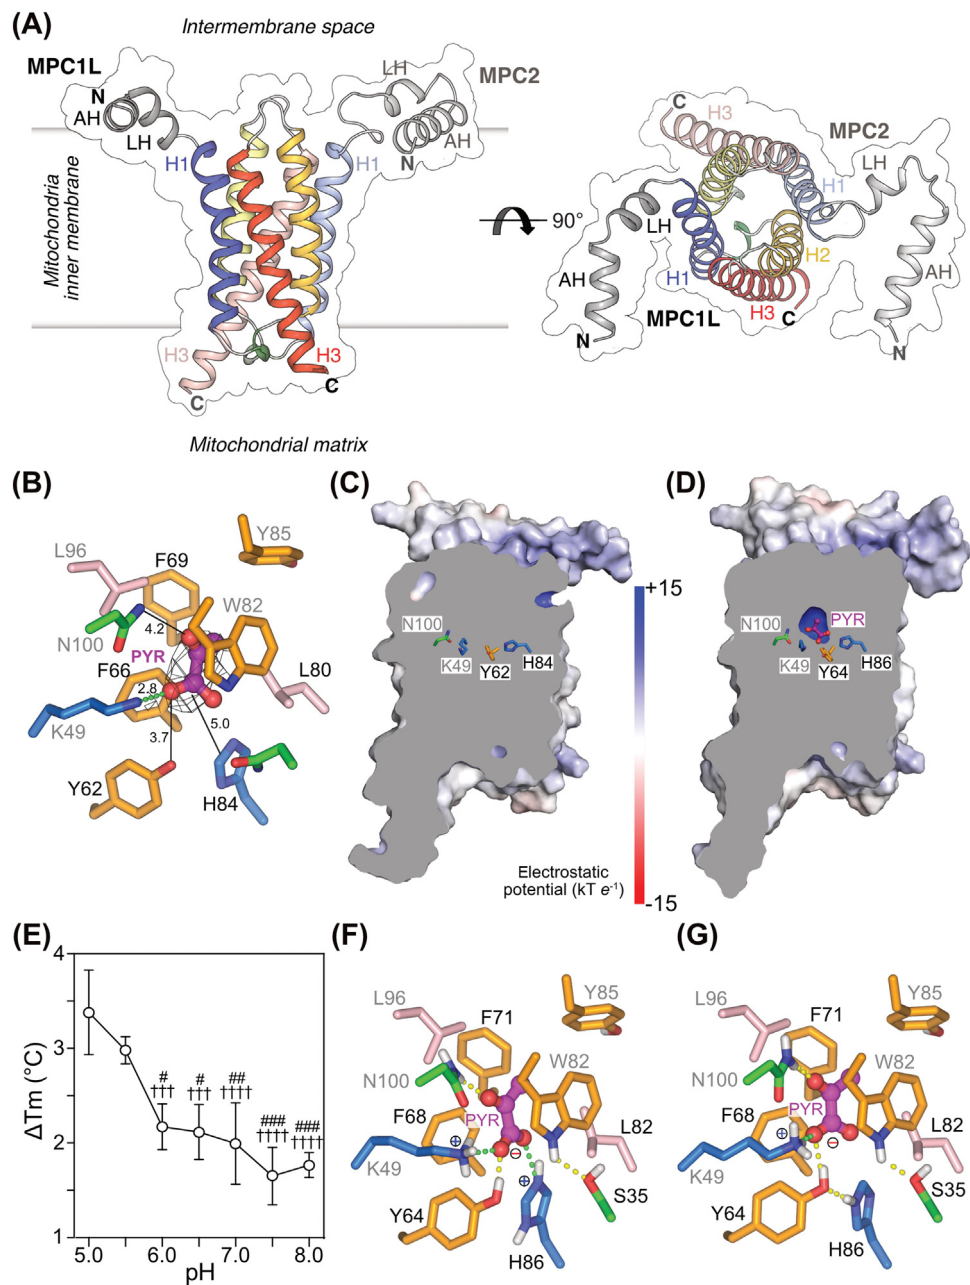 (A)
Intermembrane space
MPC1L
N
AH
LH
H1
LH
MPC2
AH
N
H1
Mitochondria
inner membrane
H3
C
H3
C
Mitochondrial matrix
90°
C
H3
MPC2
LH
H1
LH
AH
H1
H2
AH
MPC1L
H3
C
N
N
(B)
Y85
L96
F69
W82
N100
4.2
PYR
F66
L80
2.8
K49
5.0
3.7
Y62
H84
(C)
N100
K49
Y62
H84
+15
-15
Electrostatic
potential (kT e-1)
(D)
PYR
N100
K49
Y64
H86
(E)
ΔTm (°C)
4
3
2
1
#
†††
#
†††
##
††††
###
††††
###
††††
5.0
6.0
7.0
8.0
pH
(F)
Y85
L96
F71
W82
N100
F68
PYR
L82
⊕
⊖
K49
⊕
S35
Y64
H86
(G)
Y85
L96
F71
W82
N100
F68
PYR
L82
⊕
⊖
K49
S35
Y64
H86